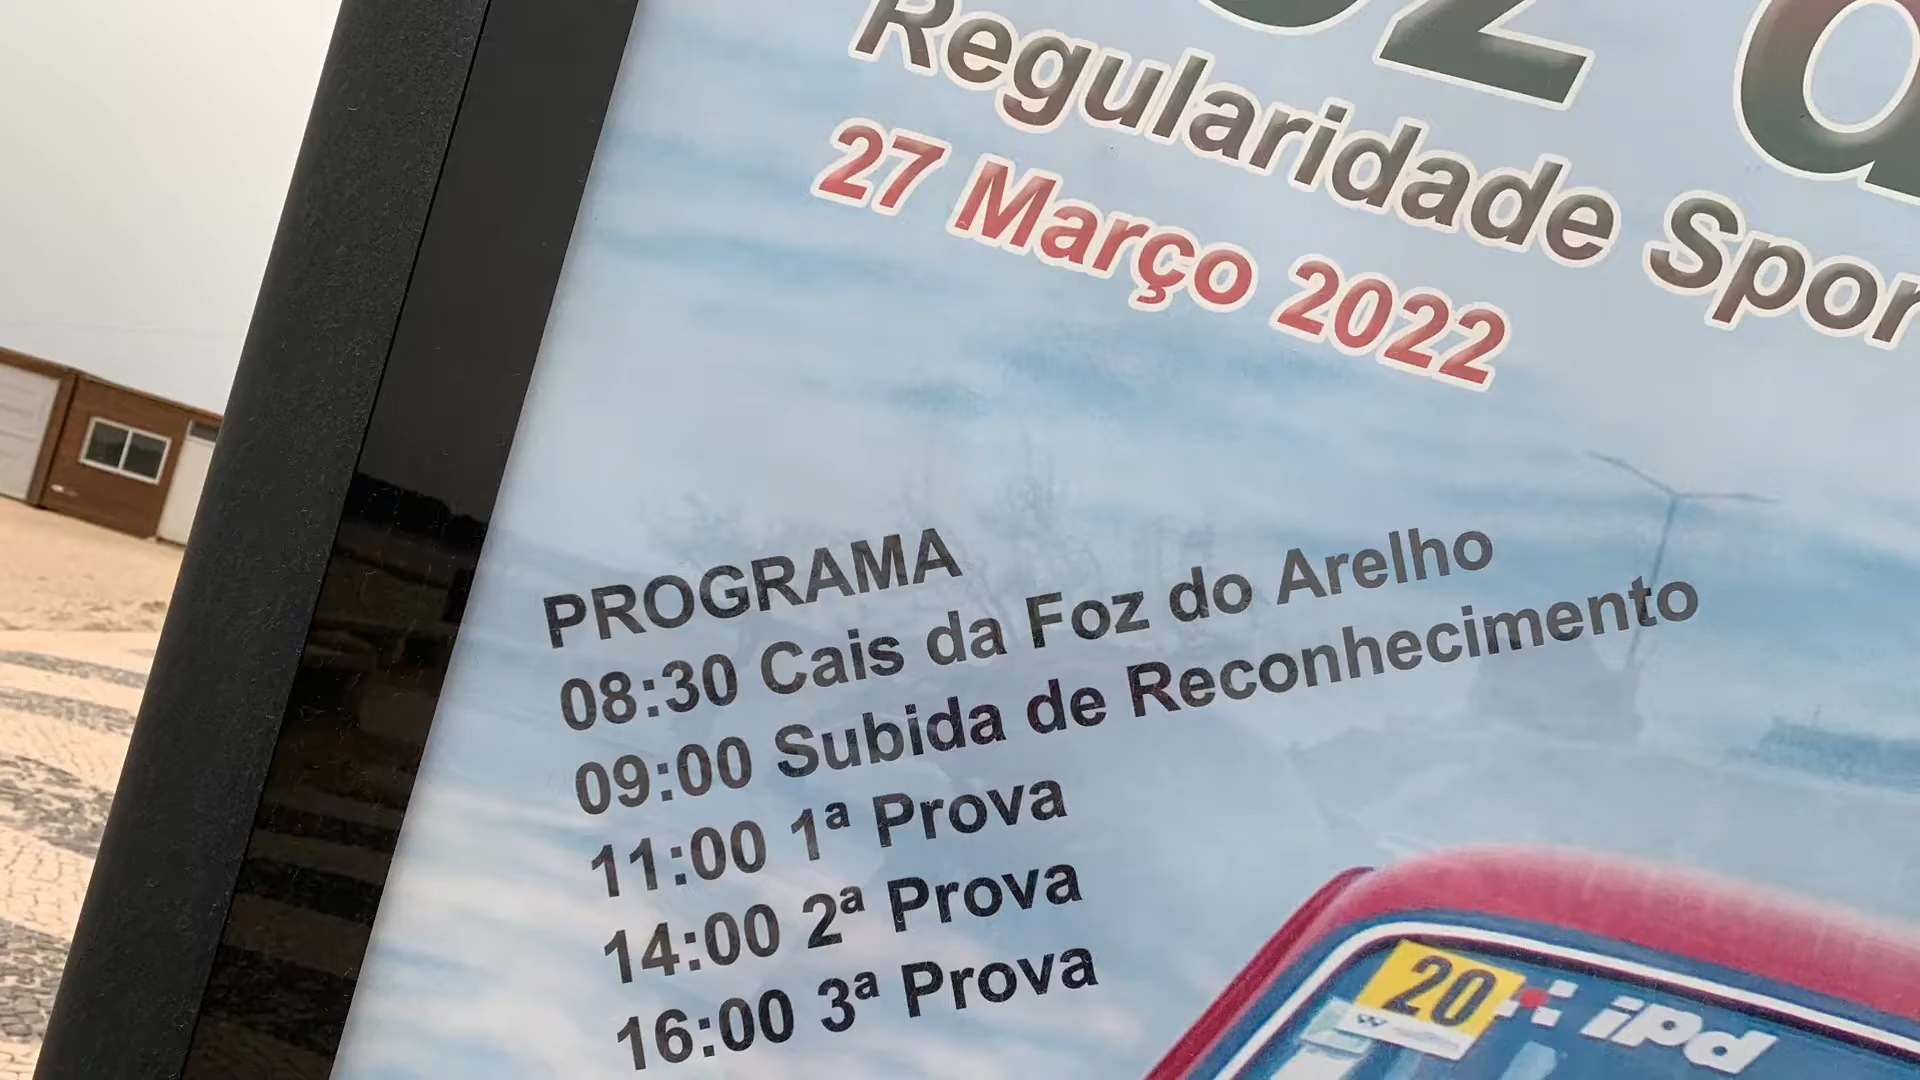 Regularidade Spor
27 Março 2022
PROGRAMA
08:30 Cais da Foz do Arelho
09:00 Subida de Reconhecimento
11:00 1ª Prova
14:00 2ª Prova
16:00 3ª Prova
20
ipd